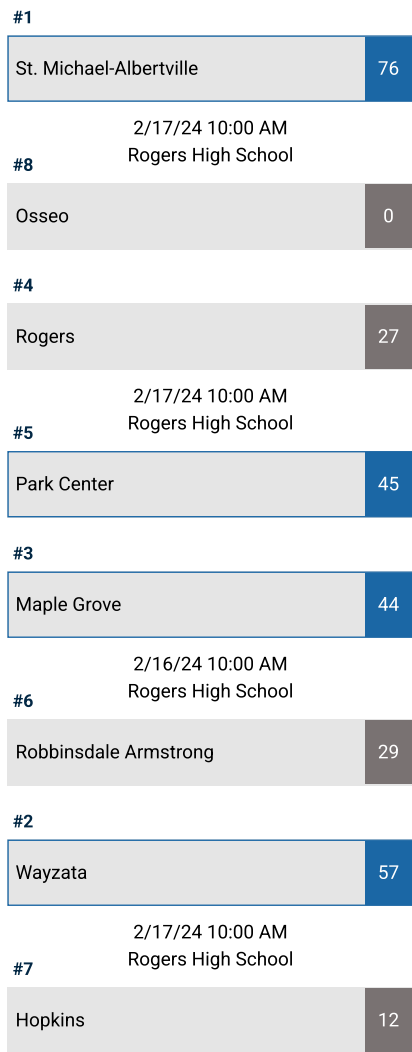 #1
St. Michael-Albertville 76
2/17/24 10:00 AM
Rogers High School
#8
Osseo 0
#4
Rogers 27
2/17/24 10:00 AM
Rogers High School
#5
Park Center 45
#3
Maple Grove 44
2/16/24 10:00 AM
Rogers High School
#6
Robbinsdale Armstrong 29
#2
Wayzata 57
2/17/24 10:00 AM
Rogers High School
#7
Hopkins 12